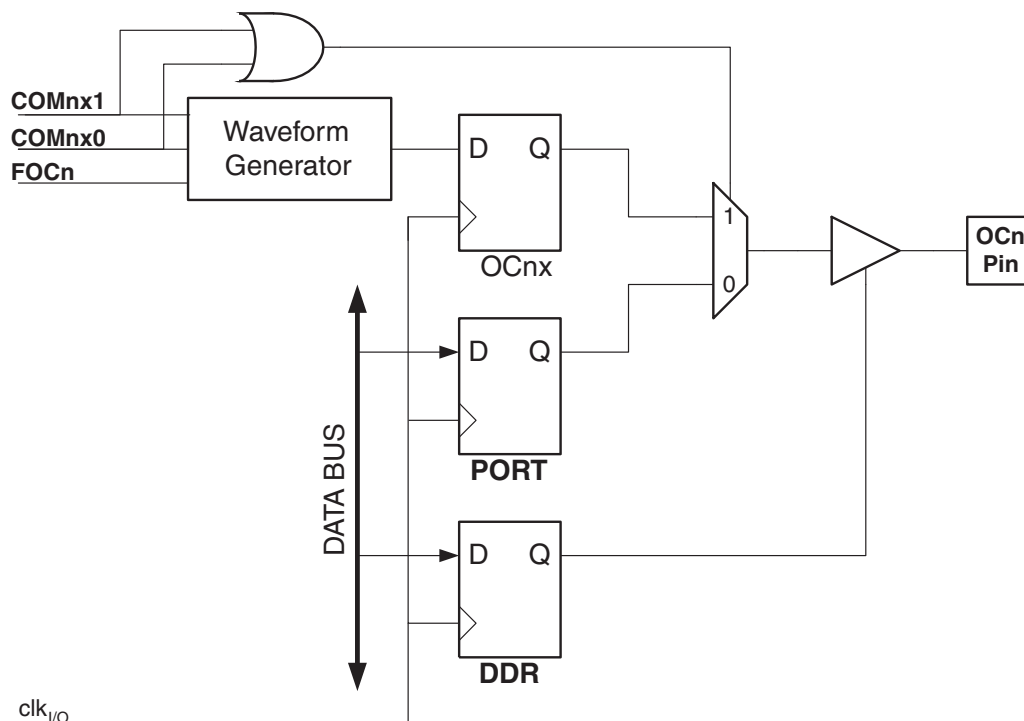 COMnx1
COMnx0
FOCn
Waveform
Generator
D Q
OCnx
1
0
OCn
Pin
D Q
PORT
DATA BUS
D Q
DDR
clkI/O